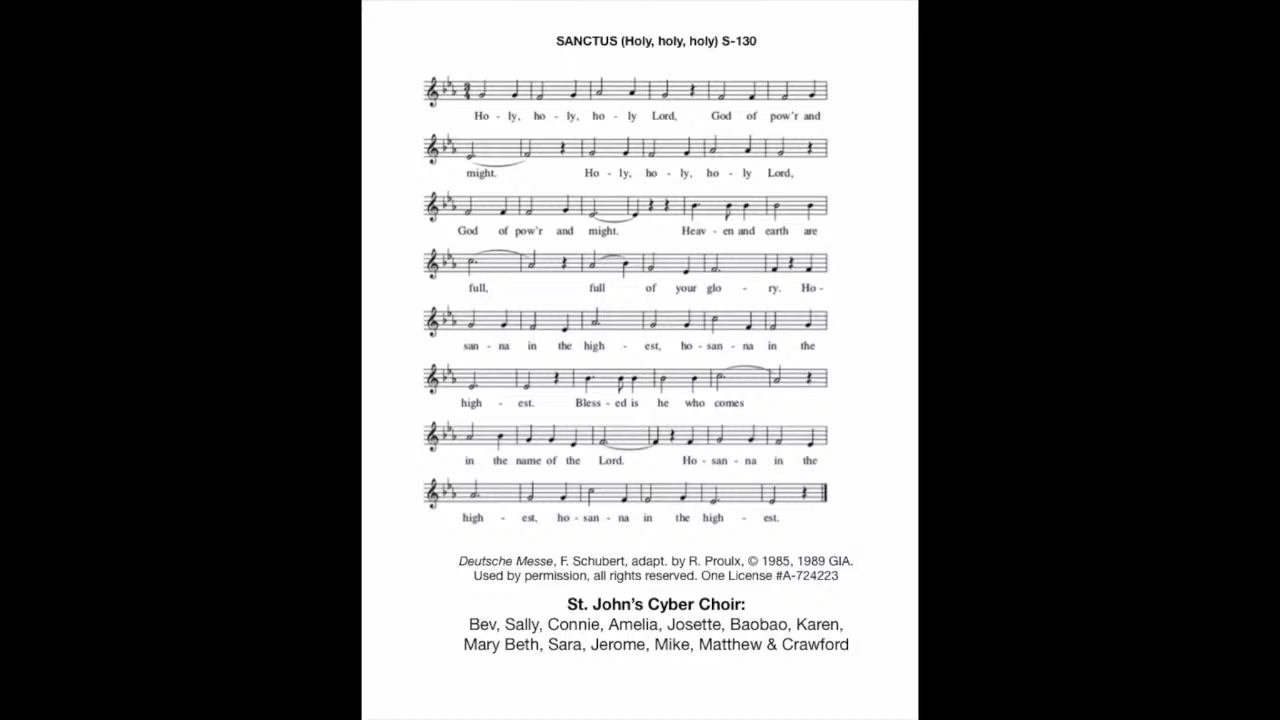 SANCTUS (Holy, holy, holy) S-130
Ho - ly, ho - ly, ho - ly Lord, God of pow'r and
might. Ho - ly, ho - ly, ho - ly Lord,
God of pow'r and might. Heav - en and earth are
full, full of your glo - ry. Ho -
san - na in the high - est, ho - san - na in the
high - est. Bless - ed is he who comes
in the name of the Lord. Ho - san - na in the
high - est, ho - san - na in the high - est.
Deutsche Messe, F. Schubert, adapt. by R. Proulx, © 1985, 1989 GIA.
Used by permission, all rights reserved. One License #A-724223
St. John's Cyber Choir:
Bev, Sally, Connie, Amelia, Josette, Baobao, Karen,
Mary Beth, Sara, Jerome, Mike, Matthew & Crawford